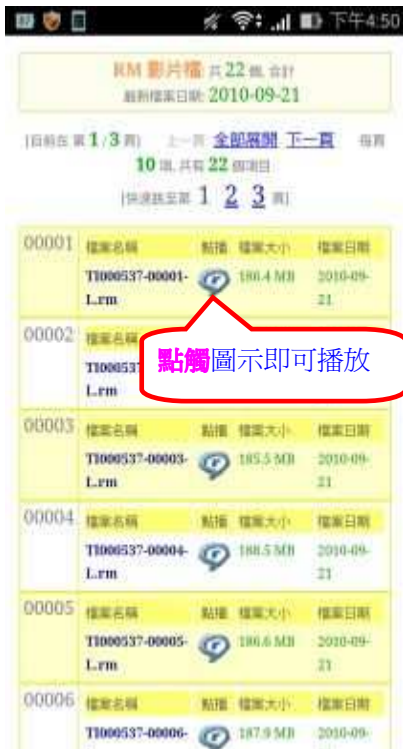 下午4:50
RM 影片檔 共 22 個, 合計
最新檔案日期: 2010-09-21
[目前在 第 1 / 3 頁] 上一頁 全部展開 下一頁 每頁
10 項, 共有 22 個項目
[快速跳至第 1 2 3 頁]
00001 檔案名稱 點播 檔案大小 檔案日期
TI000537-00001- 186.4 MB 2010-09-
L.rm 21
點觸圖示即可播放
00002 檔案名稱
TI000537
L.rm
00003 檔案名稱 點播 檔案大小 檔案日期
TI000537-00003- 185.5 MB 2010-09-
L.rm 21
00004 檔案名稱 點播 檔案大小 檔案日期
TI000537-00004- 188.5 MB 2010-09-
L.rm 21
00005 檔案名稱 點播 檔案大小 檔案日期
TI000537-00005- 186.6 MB 2010-09-
L.rm 21
00006 檔案名稱 點播 檔案大小 檔案日期
TI000537-00006- 187.9 MB 2010-09-